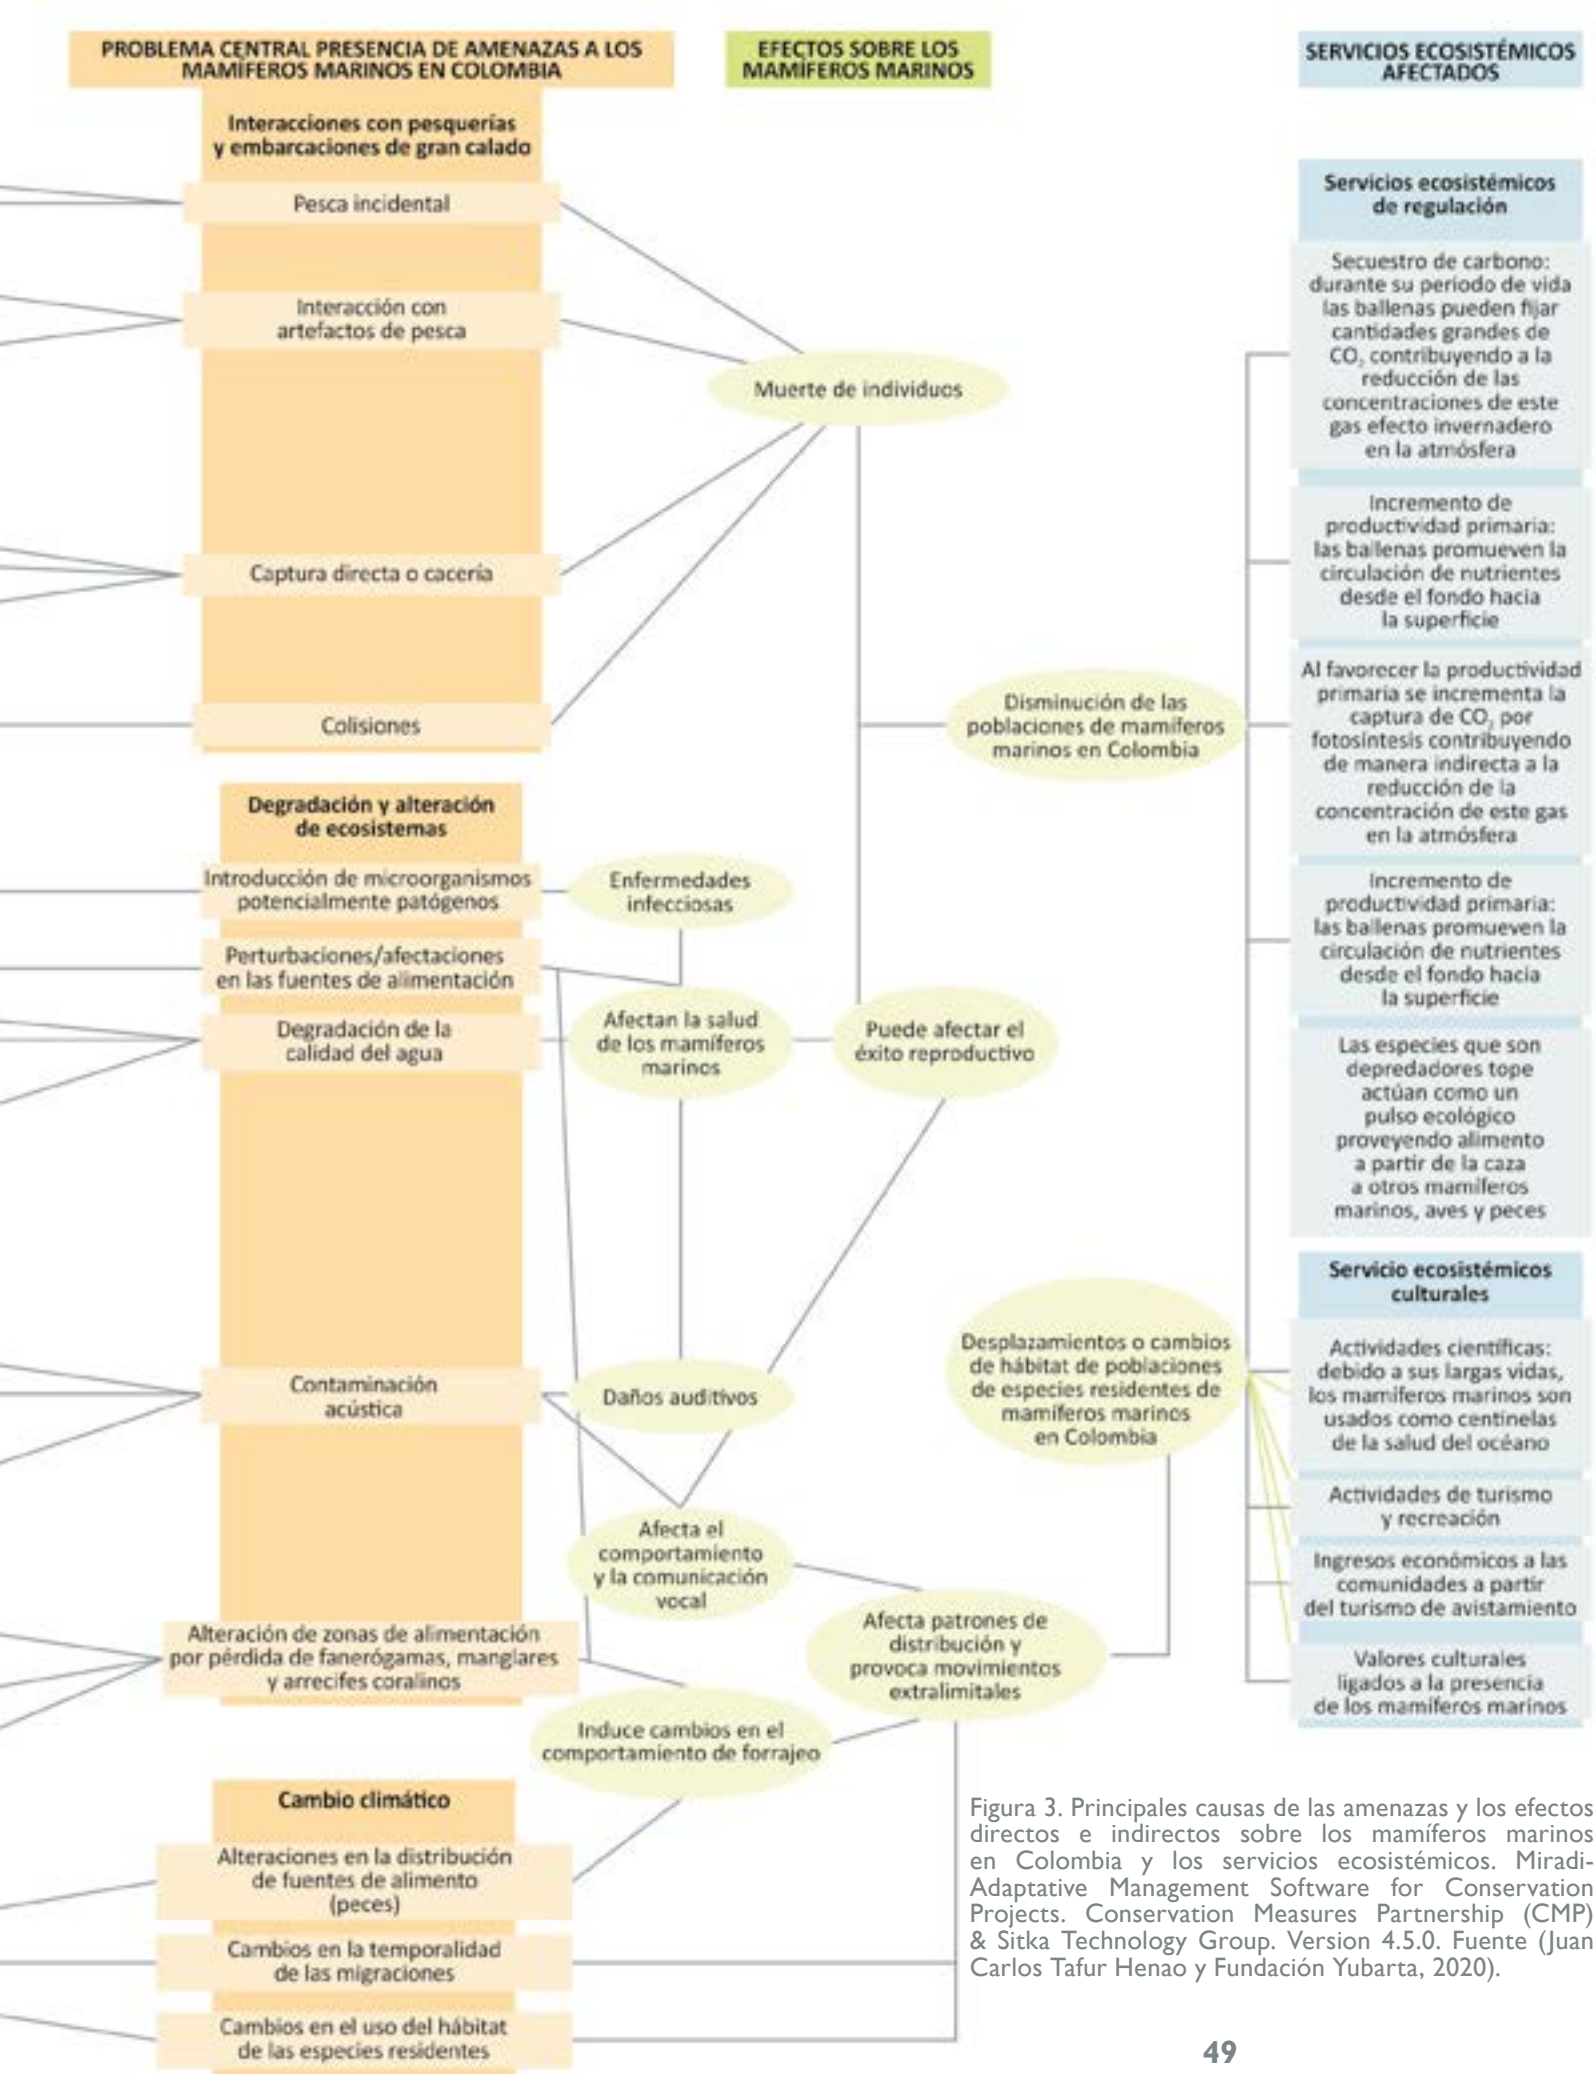 PROBLEMA CENTRAL PRESENCIA DE AMENAZAS A LOS
MAMÍFEROS MARINOS EN COLOMBIA
Interacciones con pesquerías
y embarcaciones de gran calado
Pesca incidental
Interacción con
artefactos de pesca
Captura directa o cacería
Colisiones
Degradación y alteración
de ecosistemas
Introducción de microorganismos
potencialmente patógenos
Perturbaciones/afectaciones
en las fuentes de alimentación
Degradación de la
calidad del agua
Contaminación
acústica
Alteración de zonas de alimentación
por pérdida de fanerógamas, manglares
y arrecifes coralinos
Cambio climático
Alteraciones en la distribución
de fuentes de alimento
(peces)
Cambios en la temporalidad
de las migraciones
Cambios en el uso del hábitat
de las especies residentes
EFECTOS SOBRE LOS
MAMÍFEROS MARINOS
Muerte de individuos
Disminución de las
poblaciones de mamíferos
marinos en Colombia
Enfermedades
infecciosas
Afectan la salud
de los mamíferos
marinos
Puede afectar el
éxito reproductivo
Daños auditivos
Desplazamientos o cambios
de hábitat de poblaciones
de especies residentes de
mamíferos marinos
en Colombia
Afecta el
comportamiento
y la comunicación
vocal
Afecta patrones de
distribución y
provoca movimientos
extralimitales
Induce cambios en el
comportamiento de forrajeo
SERVICIOS ECOSISTÉMICOS
AFECTADOS
Servicios ecosistémicos
de regulación
Secuestro de carbono:
durante su período de vida
las ballenas pueden fijar
cantidades grandes de
CO₂ contribuyendo a la
reducción de las
concentraciones de este
gas efecto invernadero
en la atmósfera
Incremento de
productividad primaria:
las ballenas promueven la
circulación de nutrientes
desde el fondo hacia
la superficie
Al favorecer la productividad
primaria se incrementa la
captura de CO₂ por
fotosíntesis contribuyendo
de manera indirecta a la
reducción de la
concentración de este gas
en la atmósfera
Incremento de
productividad primaria:
las ballenas promueven la
circulación de nutrientes
desde el fondo hacia
la superficie
Las especies que son
depredadores tope
actúan como un
pulso ecológico
proveyendo alimento
a partir de la caza
a otros mamíferos
marinos, aves y peces
Servicio ecosistémicos
culturales
Actividades científicas:
debido a sus largas vidas,
los mamíferos marinos son
usados como centinelas
de la salud del océano
Actividades de turismo
y recreación
Ingresos económicos a las
comunidades a partir
del turismo de avistamiento
Valores culturales
ligados a la presencia
de los mamíferos marinos
Figura 3. Principales causas de las amenazas y los efectos
directos e indirectos sobre los mamíferos marinos
en Colombia y los servicios ecosistémicos. Miradi-
Adaptative Management Software for Conservation
Projects. Conservation Measures Partnership (CMP)
& Sitka Technology Group. Version 4.5.0. Fuente (Juan
Carlos Tafur Henao y Fundación Yubarta, 2020).
49